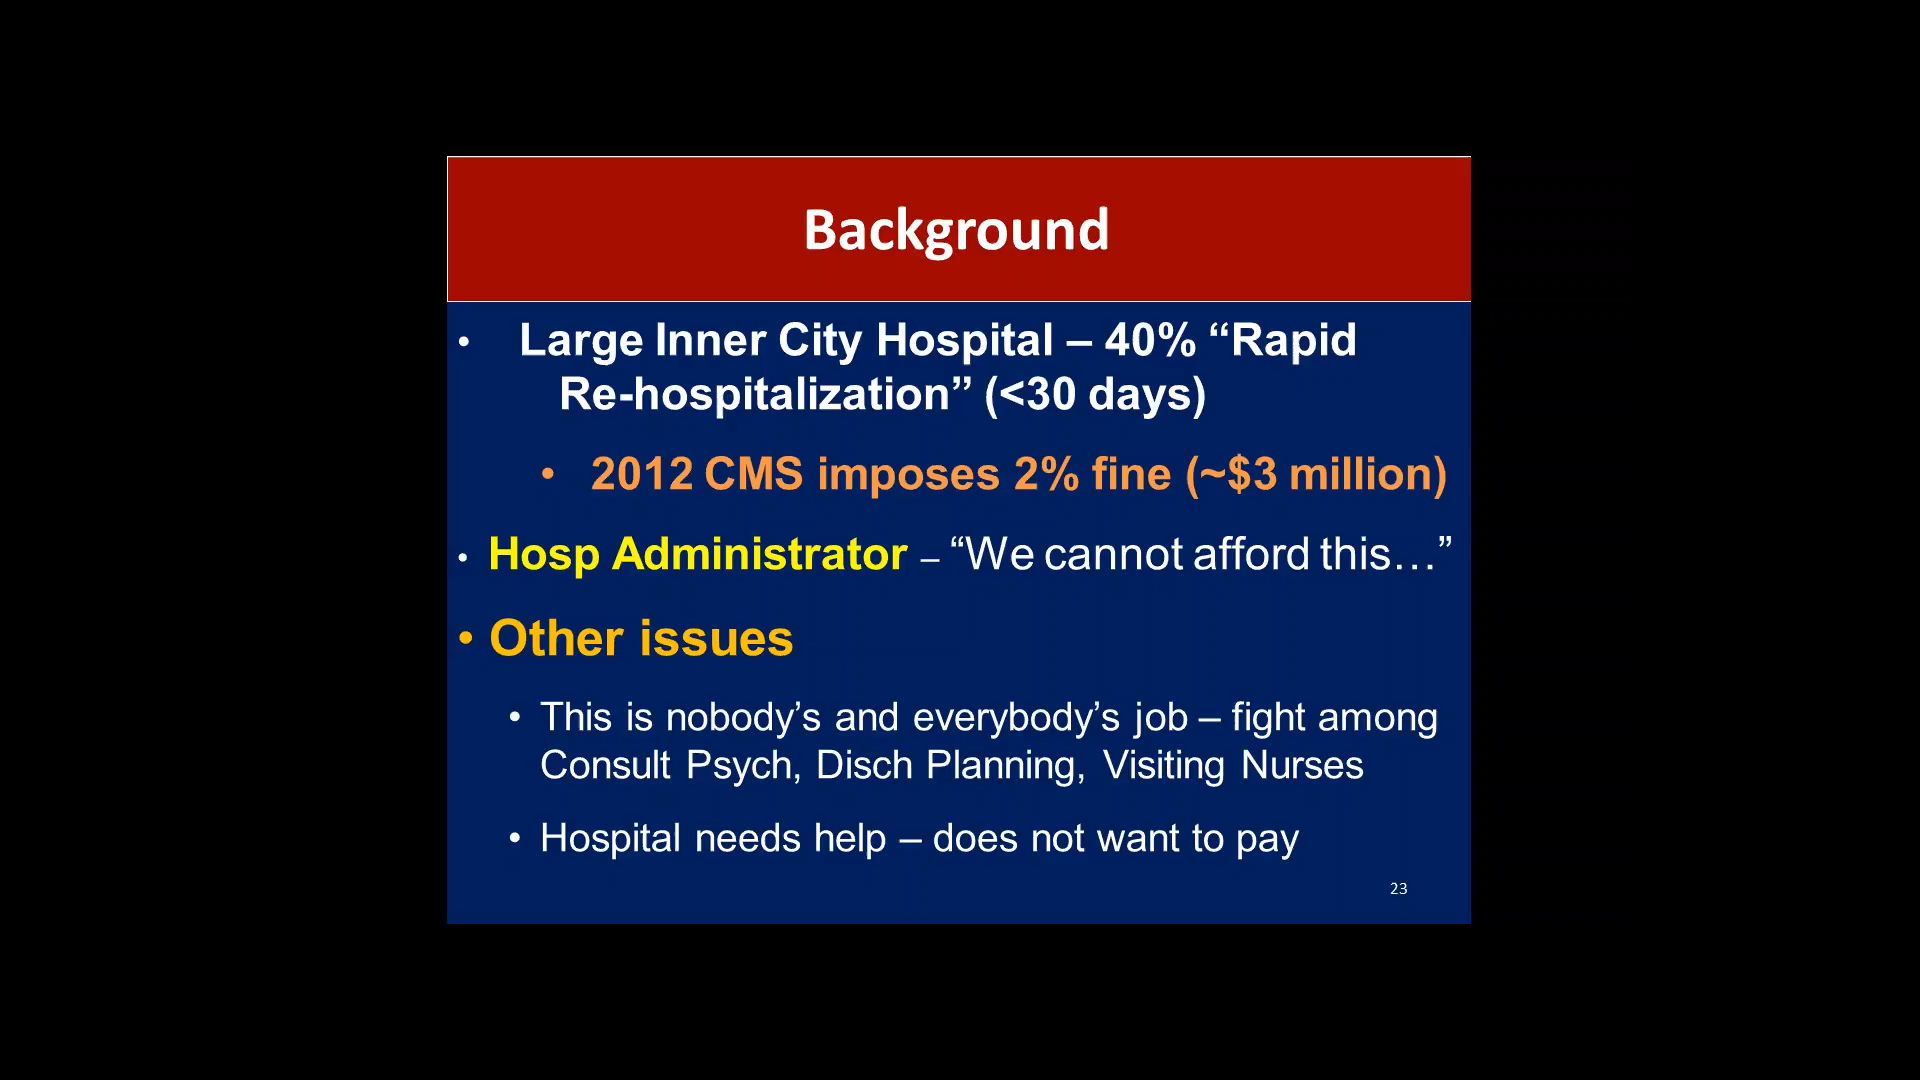 Background
• Large Inner City Hospital – 40% “Rapid
Re-hospitalization” (<30 days)
• 2012 CMS imposes 2% fine (~$3 million)
• Hosp Administrator – “We cannot afford this…”
• Other issues
• This is nobody’s and everybody’s job – fight among
Consult Psych, Disch Planning, Visiting Nurses
• Hospital needs help – does not want to pay
23